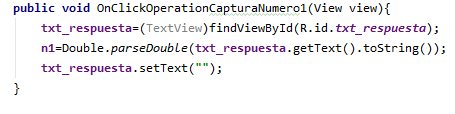 public void OnClickOperationCapturaNumero1(View view){
txt_respuesta=(TextView)findViewById(R.id.txt_respuesta);
n1=Double.parseDouble(txt_respuesta.getText().toString());
txt_respuesta.setText("");
}